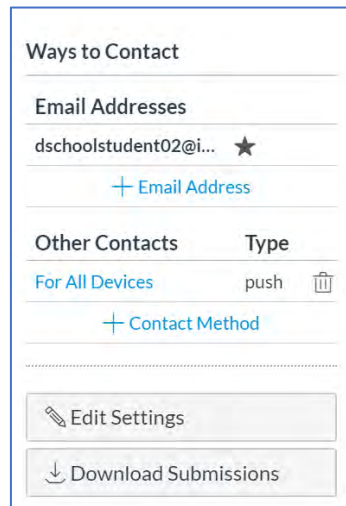 Ways to Contact
Email Addresses
dschoolstudent02@i...
+ Email Address
Other Contacts Type
For All Devices push
+ Contact Method
Edit Settings
Download Submissions